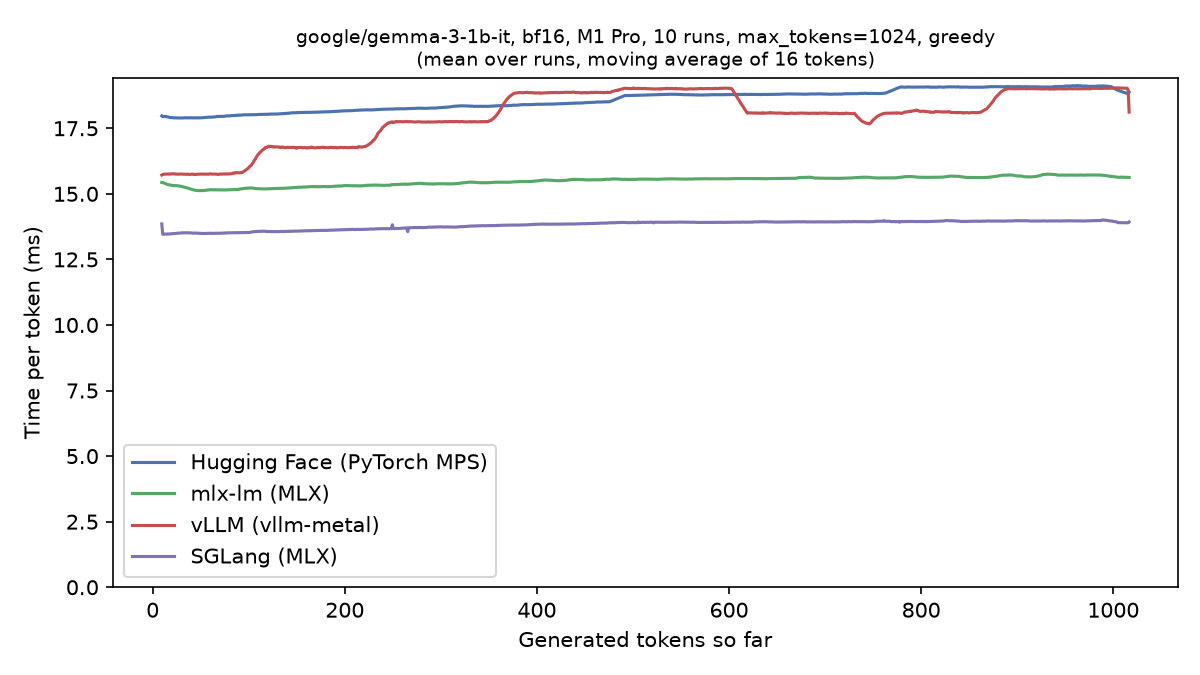 google/gemma-3-1b-it, bf16, M1 Pro, 10 runs, max_tokens=1024, greedy
(mean over runs, moving average of 16 tokens)
Time per token (ms)
17.5
15.0
12.5
10.0
7.5
5.0
2.5
0.0
Hugging Face (PyTorch MPS)
mlx-lm (MLX)
vLLM (vllm-metal)
SGLang (MLX)
0 200 400 600 800 1000
Generated tokens so far